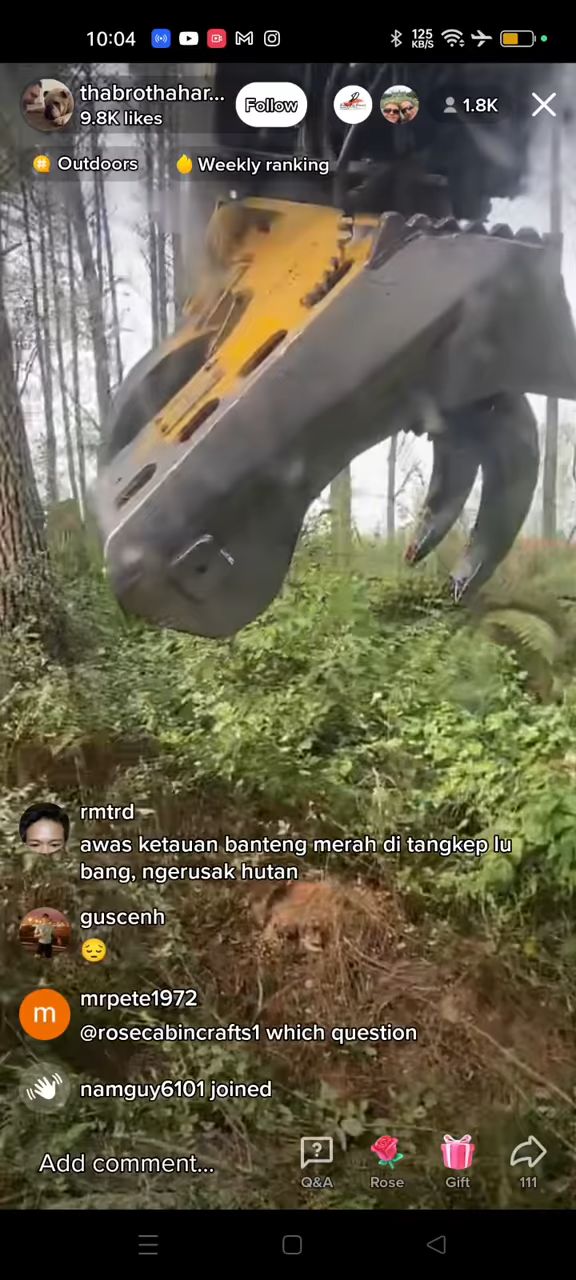 10:04
125
KB/S
thabrothahar...
9.8K likes
Follow
1.8K
Outdoors
Weekly ranking
rmtrd
awas ketauan banteng merah di tangkep lu
bang, ngerusak hutan
guscenh
😔
m
mrpete1972
@rosecabincrafts1 which question
namguy6101 joined
Add comment...
Q&A
Rose
Gift
111